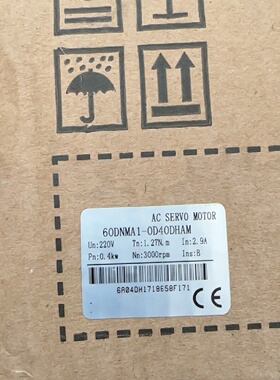 AC SERVO MOTOR
60DNMA1-0D40DHAM
Un:220V Tn:1.27N.m In:2.9A
Pn:0.4kw Nn:3000rpm Ins:B
6A04DH171865BF171
CE